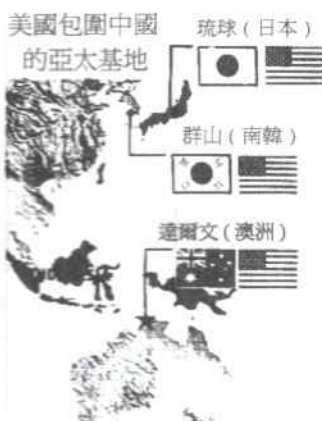 美國包圍中國
的亞太基地
琉球（日本）
群山（南韓）
達爾文（澳洲）